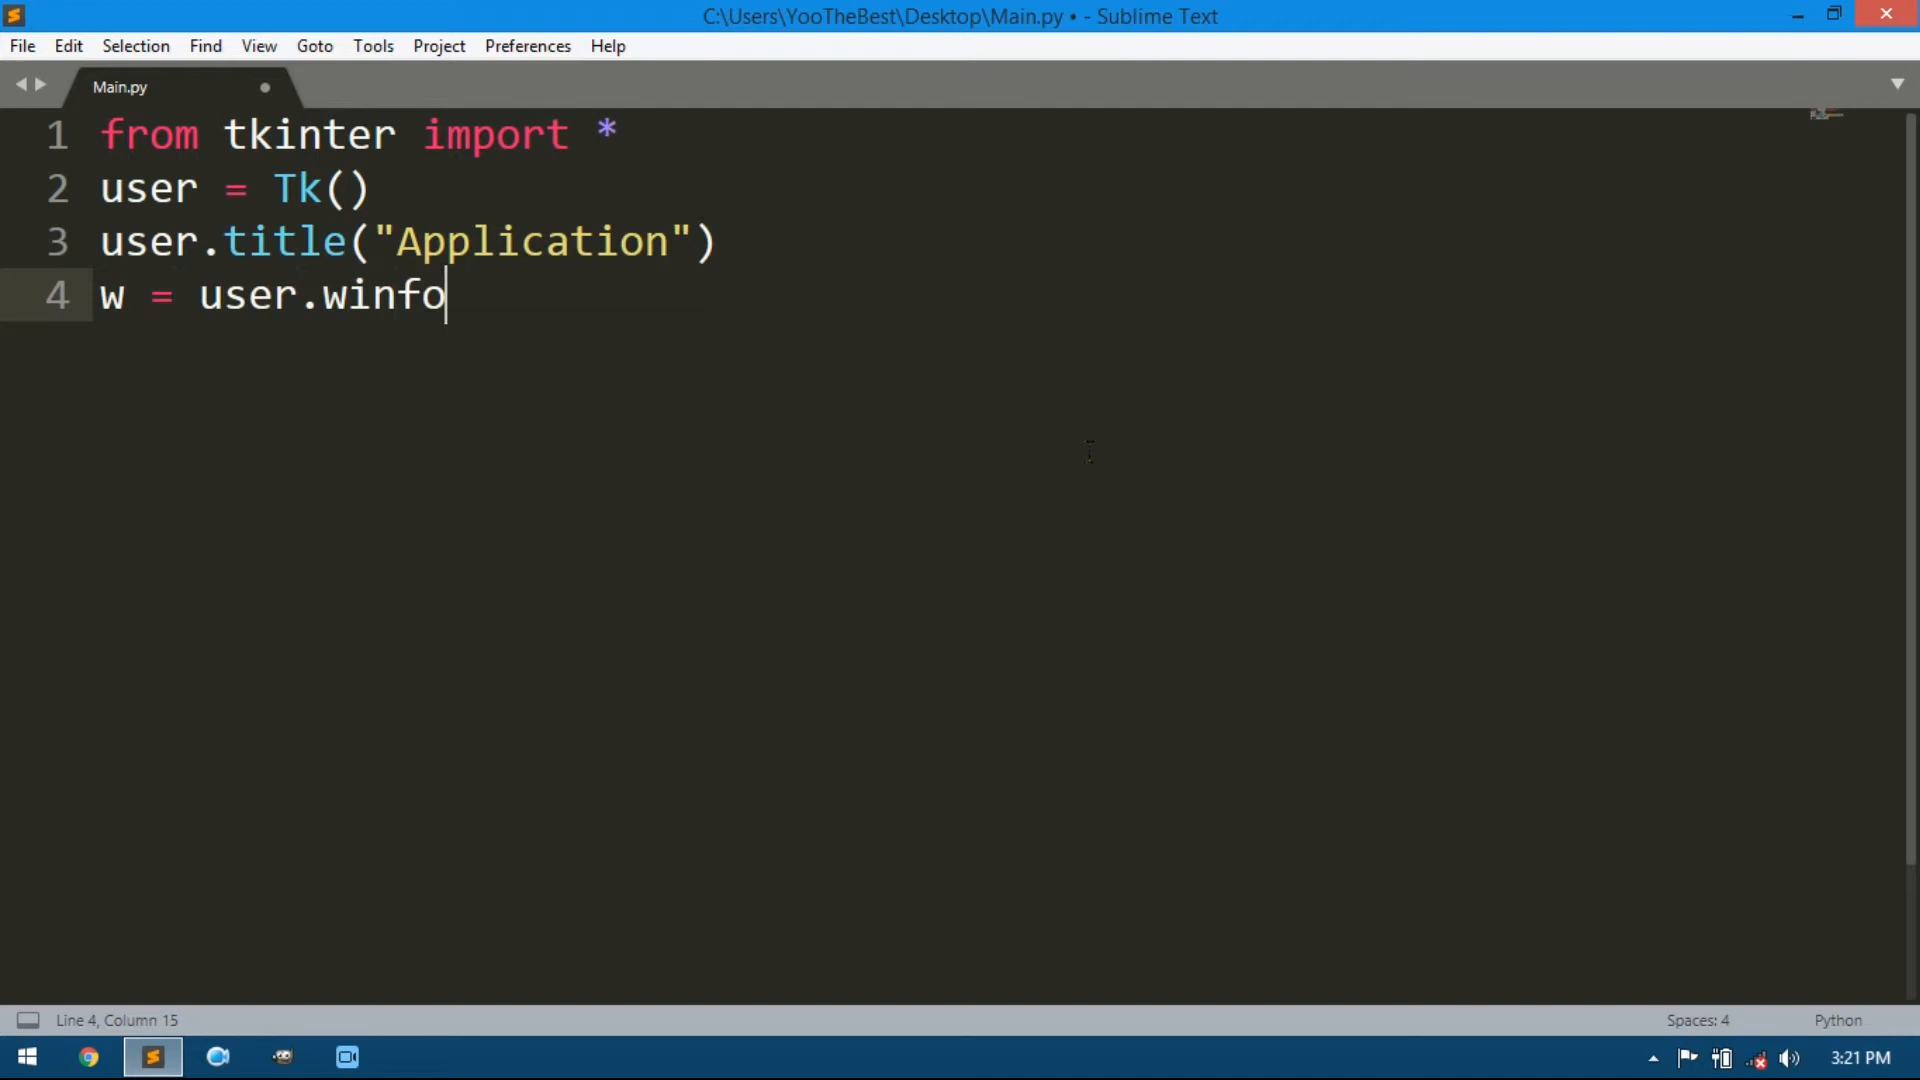 C:\Users\YooTheBest\Desktop\Main.py • - Sublime Text
File Edit Selection Find View Goto Tools Project Preferences Help
Main.py
1 from tkinter import *
2 user = Tk()
3 user.title("Application")
4 w = user.winfo
Line 4, Column 15 Spaces: 4 Python
3:21 PM